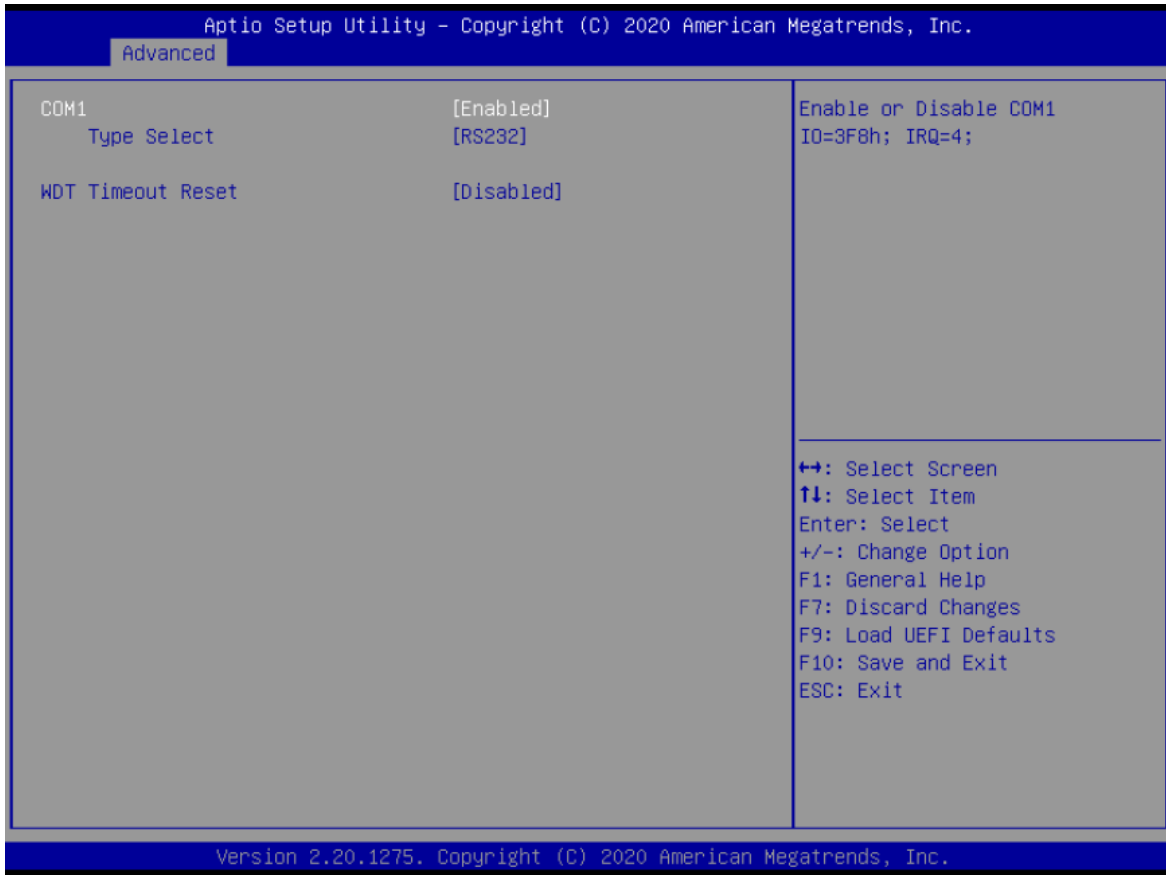 Aptio Setup Utility – Copyright (C) 2020 American Megatrends, Inc.
Advanced
COM1 [Enabled]
Type Select [RS232]
WDT Timeout Reset [Disabled]
Enable or Disable COM1
IO=3F8h; IRQ=4;
↔: Select Screen
↑↓: Select Item
Enter: Select
+/-: Change Option
F1: General Help
F7: Discard Changes
F9: Load UEFI Defaults
F10: Save and Exit
ESC: Exit
Version 2.20.1275. Copyright (C) 2020 American Megatrends, Inc.